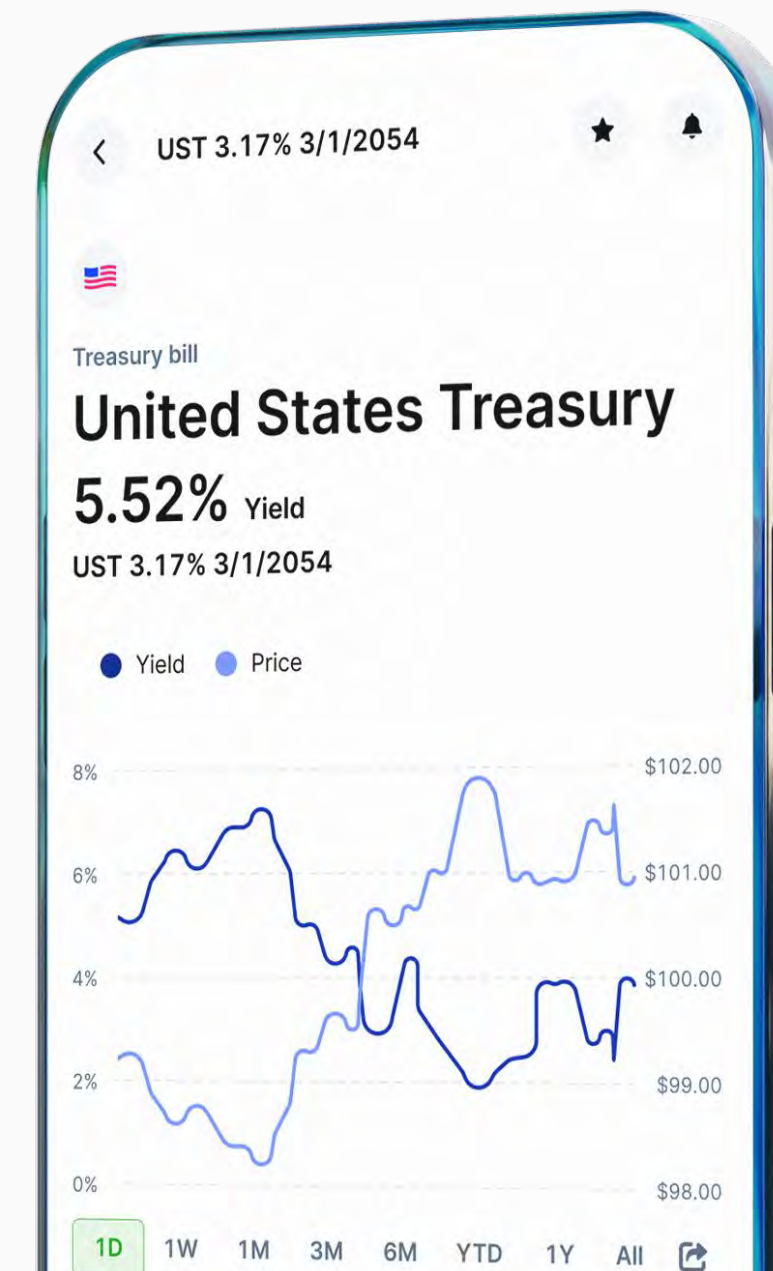 UST 3.17% 3/1/2054
Treasury bill
United States Treasury
5.52% Yield
UST 3.17% 3/1/2054
Yield Price
8% $102.00
6% $101.00
4% $100.00
2% $99.00
0% $98.00
1D 1W 1M 3M 6M YTD 1Y All